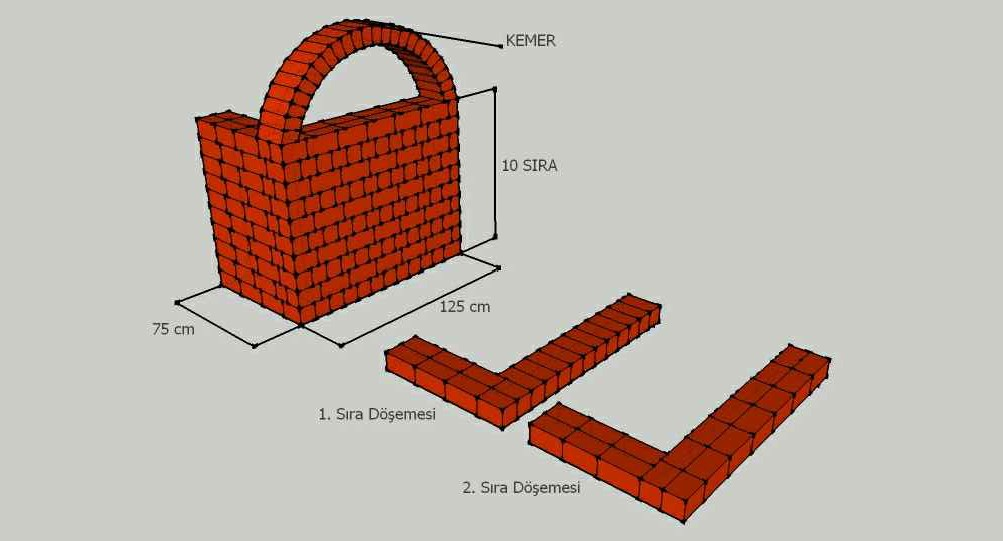 KEMER
10 SIRA
125 cm
75 cm
1. Sıra Döşemesi
2. Sıra Döşemesi